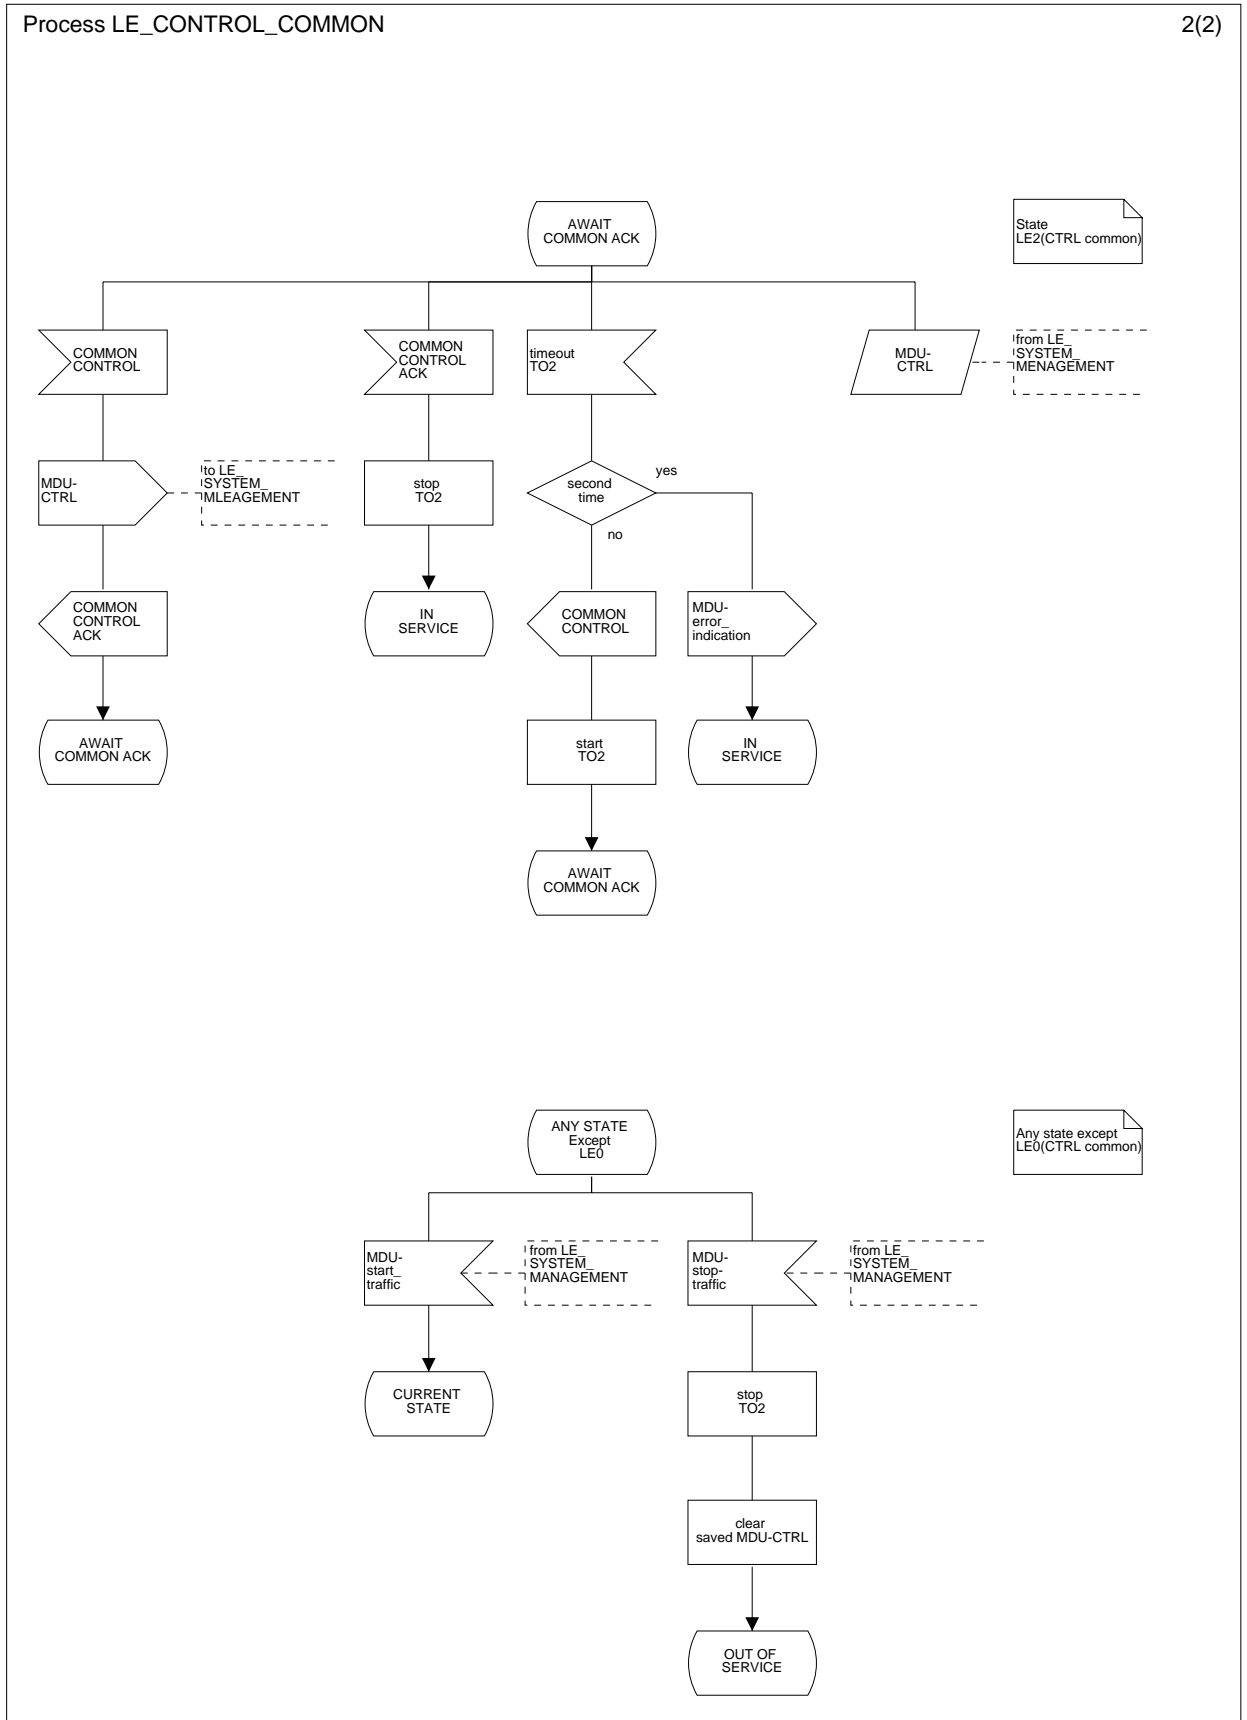 Process LE_CONTROL_COMMON
2(2)
AWAIT
COMMON ACK
State
LE2(CTRL common)
COMMON
CONTROL
COMMON
CONTROL
ACK
timeout
TO2
MDU-
CTRL
from LE_
SYSTEM_
MENAGEMENT
MDU-
CTRL
to LE_
SYSTEM_
MLEAGEMENT
stop
TO2
second
time
yes
no
COMMON
CONTROL
ACK
IN
SERVICE
COMMON
CONTROL
MDU-
error_
indication
AWAIT
COMMON ACK
start
TO2
IN
SERVICE
AWAIT
COMMON ACK
ANY STATE
Except
LE0
Any state except
LE0(CTRL common)
MDU-
start_
traffic
from LE_
SYSTEM_
MANAGEMENT
MDU-
stop-
traffic
from LE_
SYSTEM_
MANAGEMENT
CURRENT
STATE
stop
TO2
clear
saved MDU-CTRL
OUT OF
SERVICE